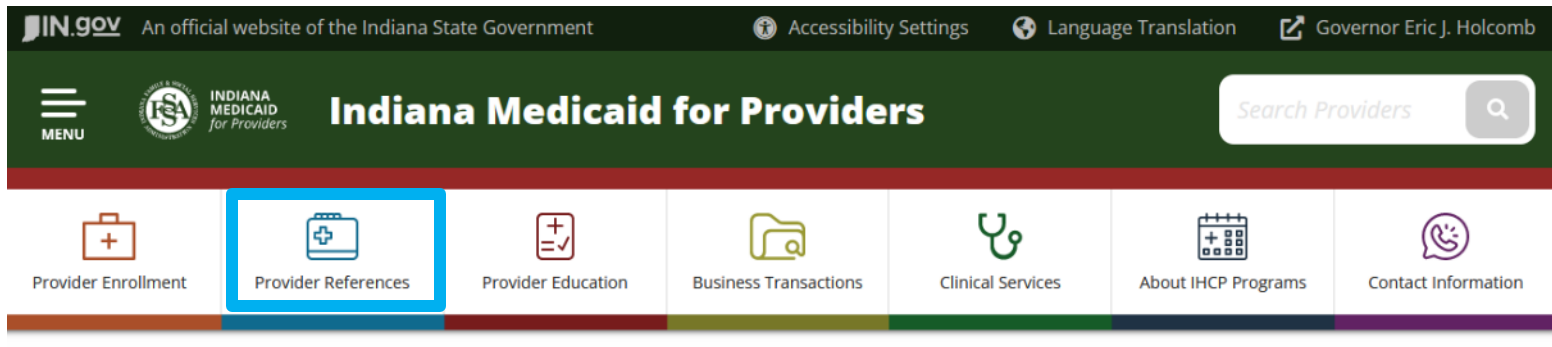 IN.gov An official website of the Indiana State Government Accessibility Settings Language Translation Governor Eric J. Holcomb
MENU
FSSA
INDIANA
MEDICAID
for Providers
Indiana Medicaid for Providers
Search Providers
Provider Enrollment Provider References Provider Education Business Transactions Clinical Services About IHCP Programs Contact Information